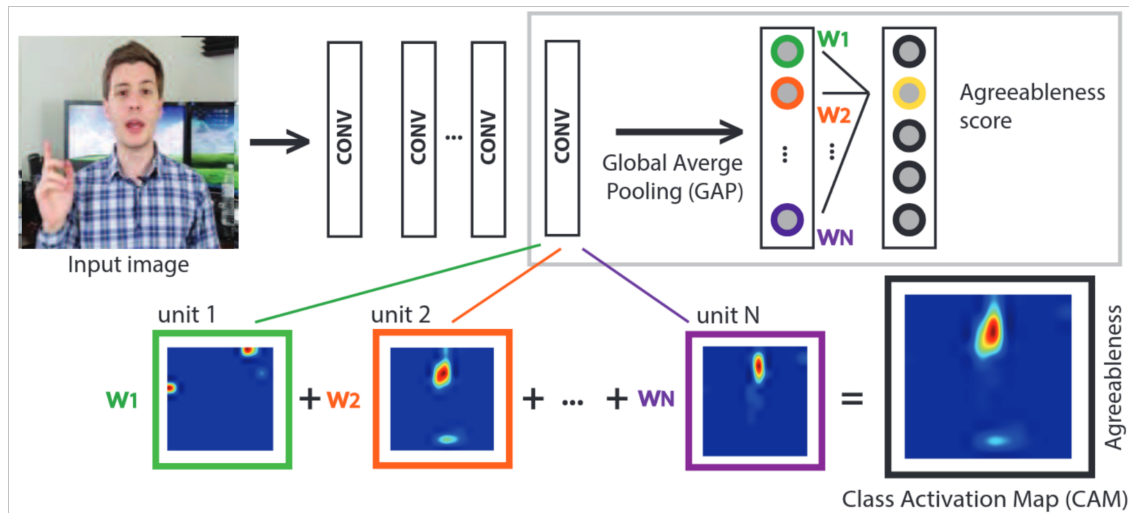 Input image
CONV
CONV
...
CONV
CONV
Global Averge
Pooling (GAP)
W1
W2
...
...
WN
Agreeableness
score
unit 1
unit 2
unit N
W1
+
W2
+ ... +
WN
=
Agreeableness
Class Activation Map (CAM)